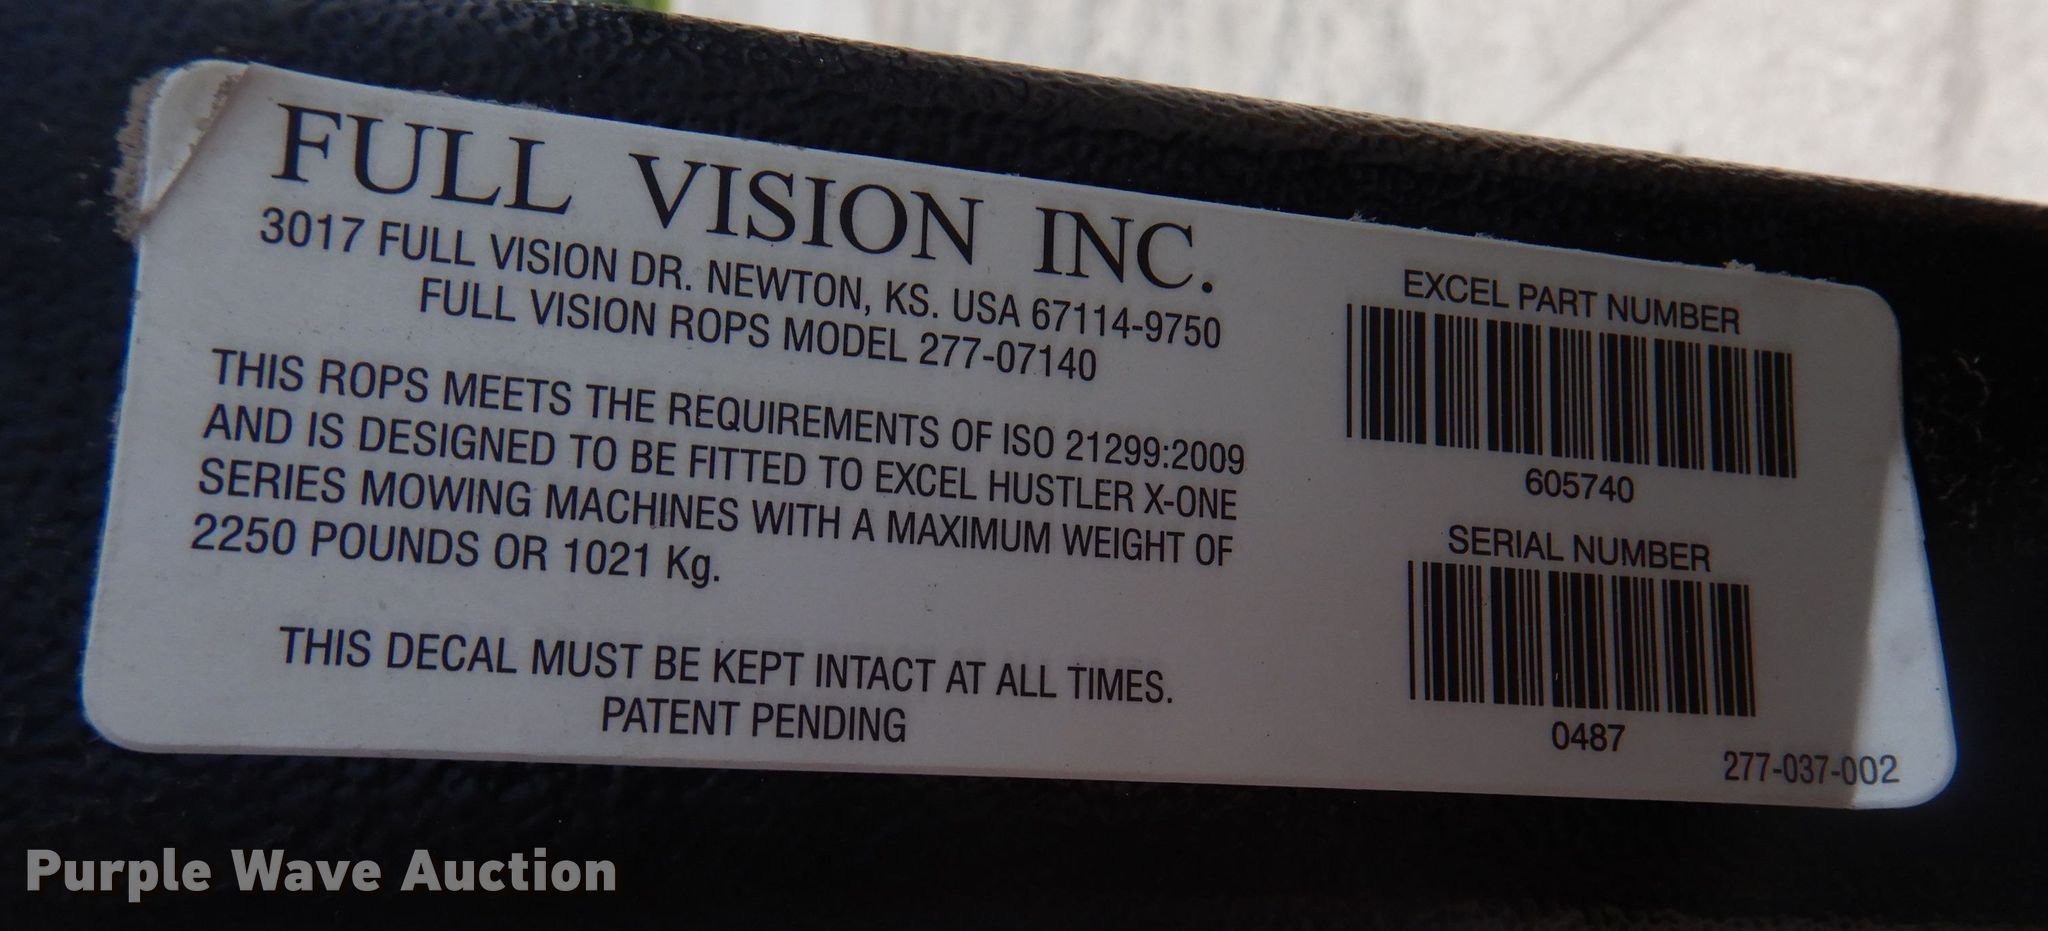 FULL VISION INC.
3017 FULL VISION DR. NEWTON, KS. USA 67114-9750
FULL VISION ROPS MODEL 277-07140
THIS ROPS MEETS THE REQUIREMENTS OF ISO 21299:2009
AND IS DESIGNED TO BE FITTED TO EXCEL HUSTLER X-ONE
SERIES MOWING MACHINES WITH A MAXIMUM WEIGHT OF
2250 POUNDS OR 1021 Kg.
THIS DECAL MUST BE KEPT INTACT AT ALL TIMES.
PATENT PENDING
EXCEL PART NUMBER
605740
SERIAL NUMBER
0487
277-037-002
Purple Wave Auction